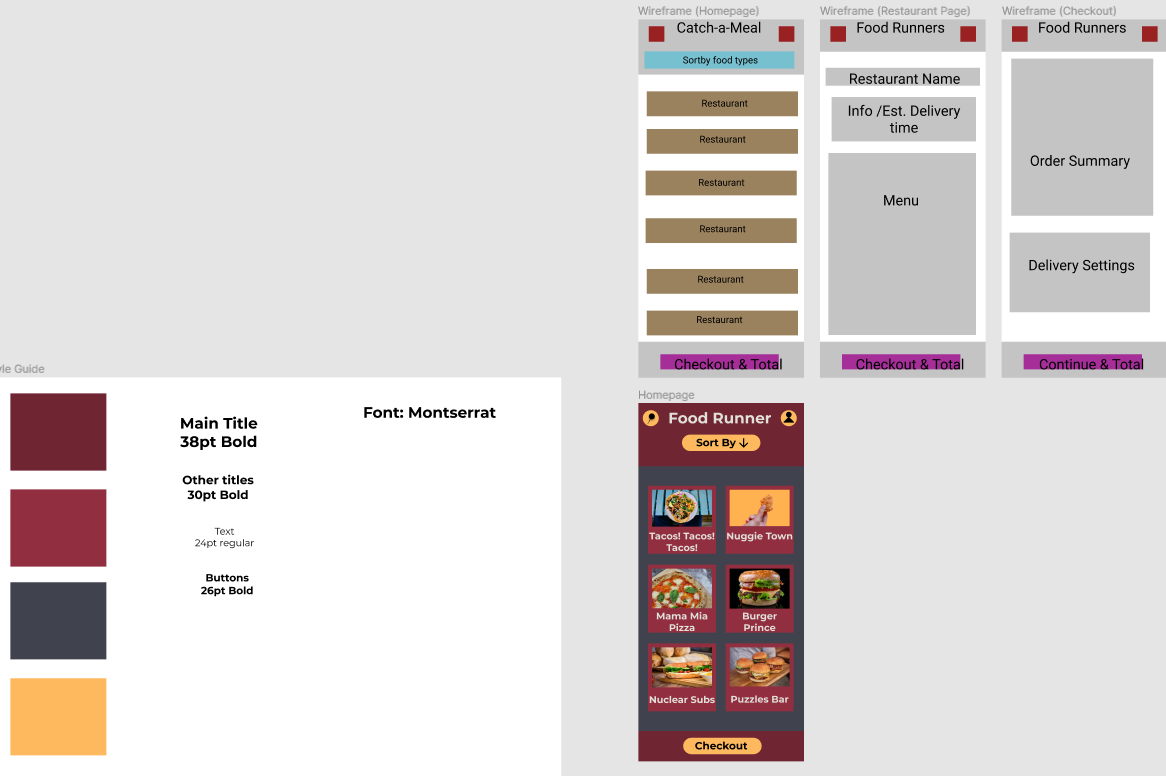 Wireframe (Homepage)
Catch-a-Meal
Sortby food types
Restaurant
Restaurant
Restaurant
Restaurant
Restaurant
Restaurant
Checkout & Total
Wireframe (Restaurant Page)
Food Runners
Restaurant Name
Info /Est. Delivery
time
Menu
Checkout & Total
Wireframe (Checkout)
Food Runners
Order Summary
Delivery Settings
Continue & Total
yle Guide
Main Title
38pt Bold
Other titles
30pt Bold
Text
24pt regular
Buttons
26pt Bold
Font: Montserrat
Homepage
Food Runner
Sort By ↓
Tacos! Tacos!
Tacos!
Nuggie Town
Mama Mia
Pizza
Burger
Prince
Nuclear Subs
Puzzles Bar
Checkout